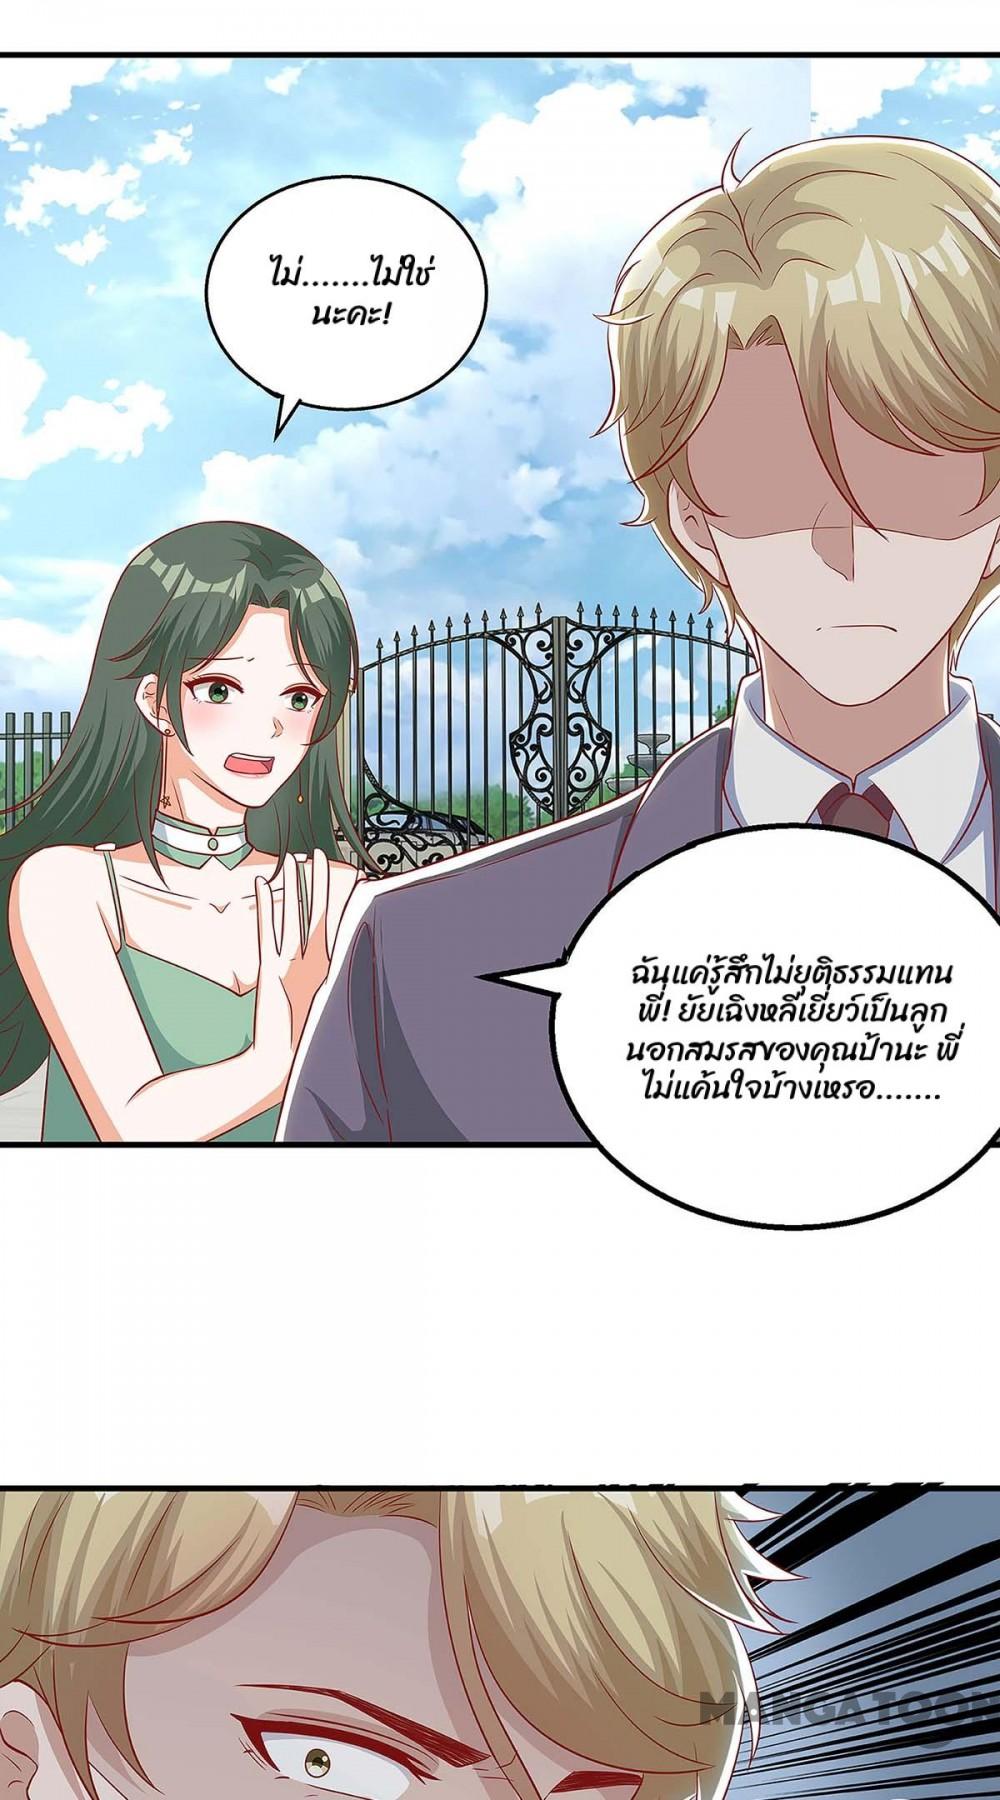 ไม่.......ไม่ใช่
นะคะ!
ฉันแค่รู้สึกไม่ยุติธรรมแทน
พี่! ยัยเฉิงหลีเยี่ยว์เป็นลูก
นอกสมรสของคุณป้านะ พี่
ไม่แค้นใจบ้างเหรอ.......
MANGATOON